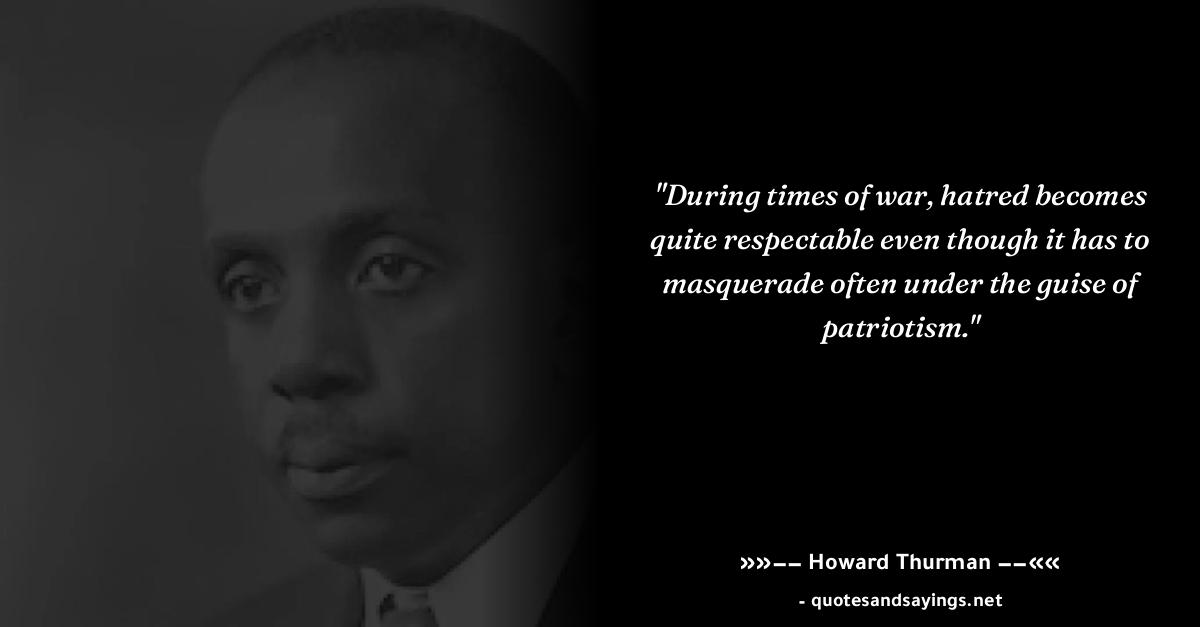 "During times of war, hatred becomes
quite respectable even though it has to
masquerade often under the guise of
patriotism."
»»−− Howard Thurman −−««
- quotesandsayings.net